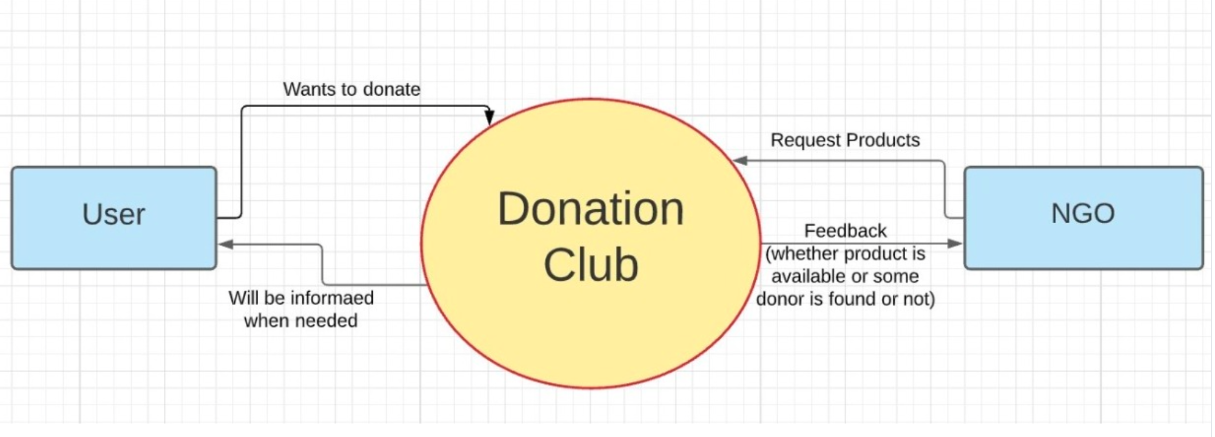 Wants to donate
Request Products
User
Donation
Club
NGO
Feedback
(whether product is
available or some
donor is found or not)
Will be informaed
when needed